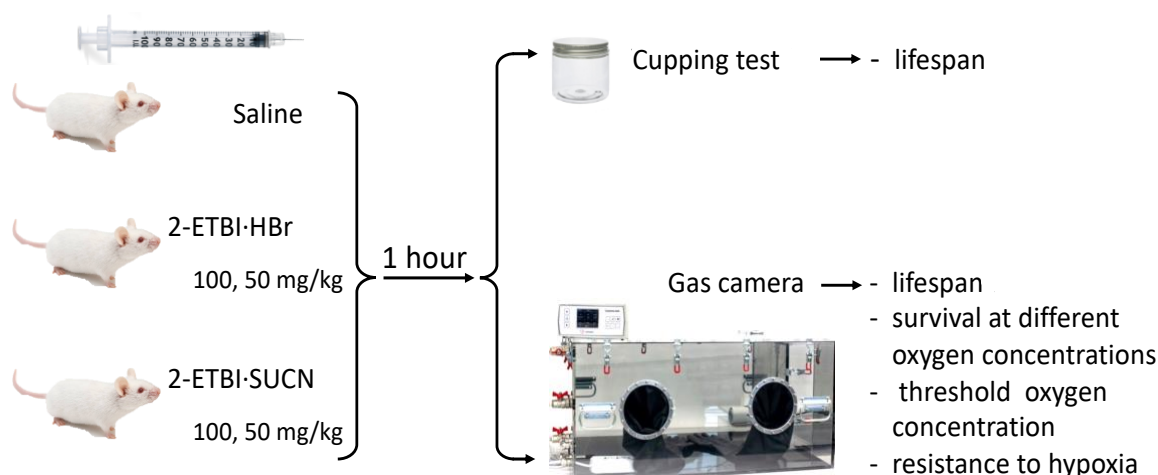 Saline
2-ETBI·HBr
100, 50 mg/kg
2-ETBI·SUCN
100, 50 mg/kg
1 hour
Cupping test
- lifespan
Gas camera
- lifespan
- survival at different
oxygen concentrations
- threshold oxygen
concentration
- resistance to hypoxia